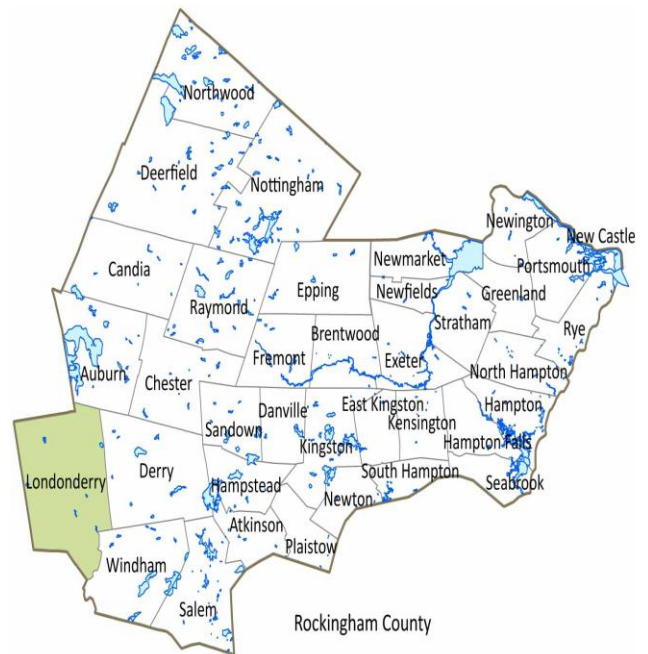 Northwood
Deerfield
Nottingham
Newington
New Castle
Candia
Newmarket
Portsmouth
Epping
Newfields
Greenland
Raymond
Stratham
Rye
Brentwood
Fremont
Exeter
North Hampton
Auburn
Chester
Danville
East Kingston
Hampton
Sandown
Kensington
Kingston
Hampton Falls
Londonderry
Derry
South Hampton
Hampstead
Seabrook
Newton
Atkinson
Plaistow
Windham
Salem
Rockingham County